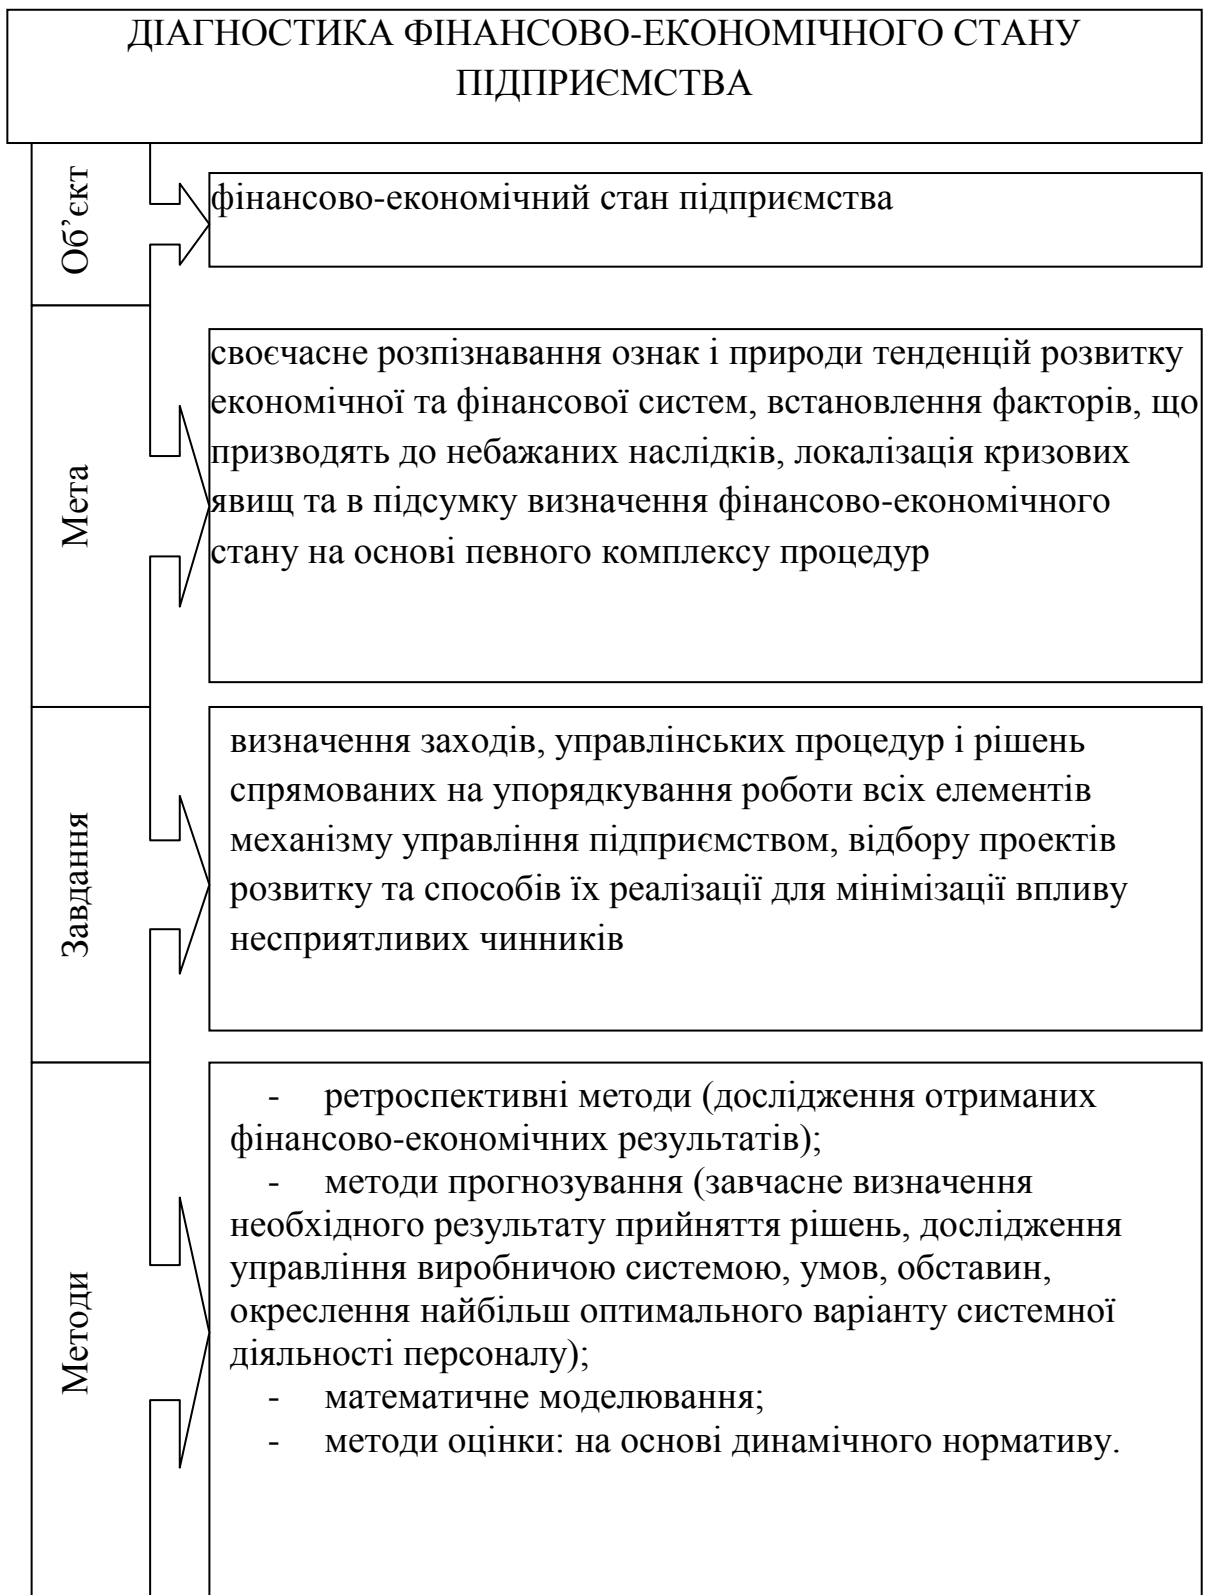 ДІАГНОСТИКА ФІНАНСОВО-ЕКОНОМІЧНОГО СТАНУ
ПІДПРИЄМСТВА
Об’єкт
фінансово-економічний стан підприємства
Мета
своєчасне розпізнавання ознак і природи тенденцій розвитку
економічної та фінансової систем, встановлення факторів, що
призводять до небажаних наслідків, локалізація кризових
явищ та в підсумку визначення фінансово-економічного
стану на основі певного комплексу процедур
Завдання
визначення заходів, управлінських процедур і рішень
спрямованих на упорядкування роботи всіх елементів
механізму управління підприємством, відбору проектів
розвитку та способів їх реалізації для мінімізації впливу
несприятливих чинників
Методи
- ретроспективні методи (дослідження отриманих
фінансово-економічних результатів);
- методи прогнозування (завчасне визначення
необхідного результату прийняття рішень, дослідження
управління виробничою системою, умов, обставин,
окреслення найбільш оптимального варіанту системної
діяльності персоналу);
- математичне моделювання;
- методи оцінки: на основі динамічного нормативу.